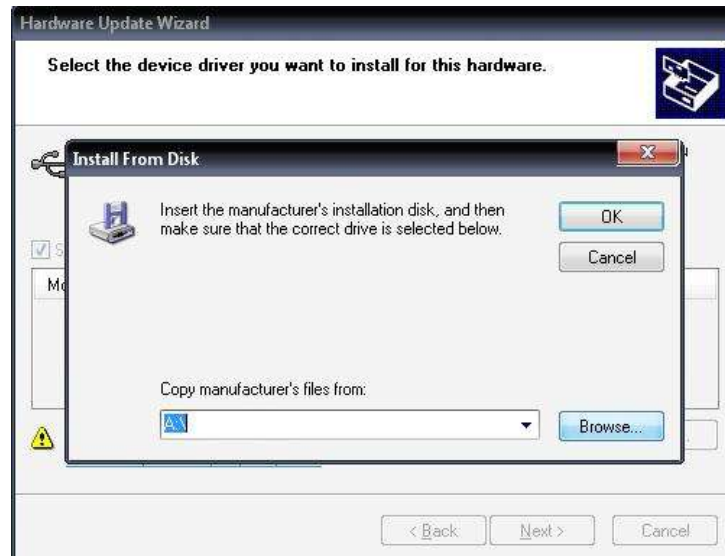 Hardware Update Wizard
Select the device driver you want to install for this hardware.
Install From Disk
Insert the manufacturer's installation disk, and then
make sure that the correct drive is selected below.
OK
Cancel
Copy manufacturer's files from:
A:\
Browse...
< Back
Next >
Cancel